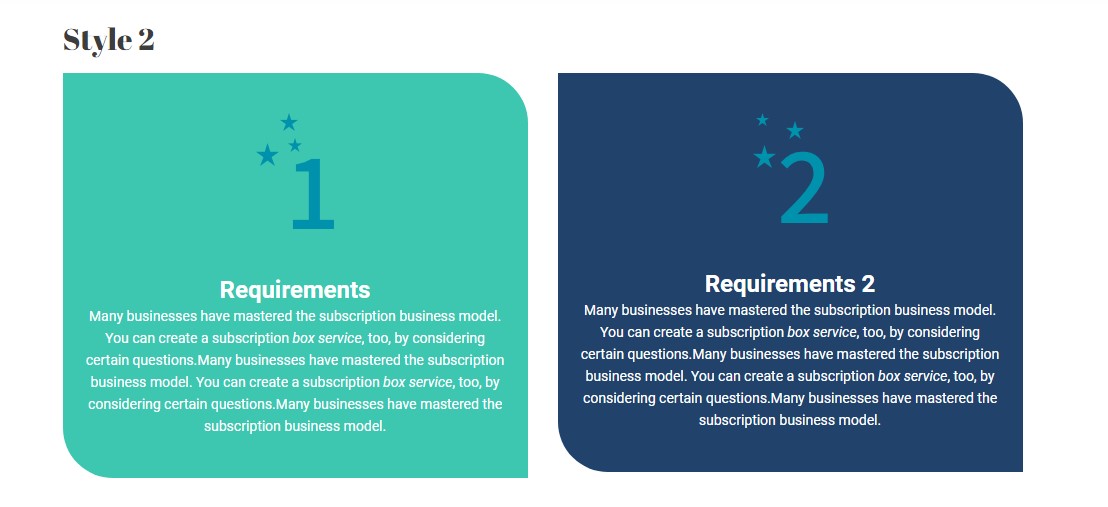 Style 2
1
Requirements
Many businesses have mastered the subscription business model.
You can create a subscription box service, too, by considering
certain questions.Many businesses have mastered the subscription
business model. You can create a subscription box service, too, by
considering certain questions.Many businesses have mastered the
subscription business model.
2
Requirements 2
Many businesses have mastered the subscription business model.
You can create a subscription box service, too, by considering
certain questions.Many businesses have mastered the subscription
business model. You can create a subscription box service, too, by
considering certain questions.Many businesses have mastered the
subscription business model.